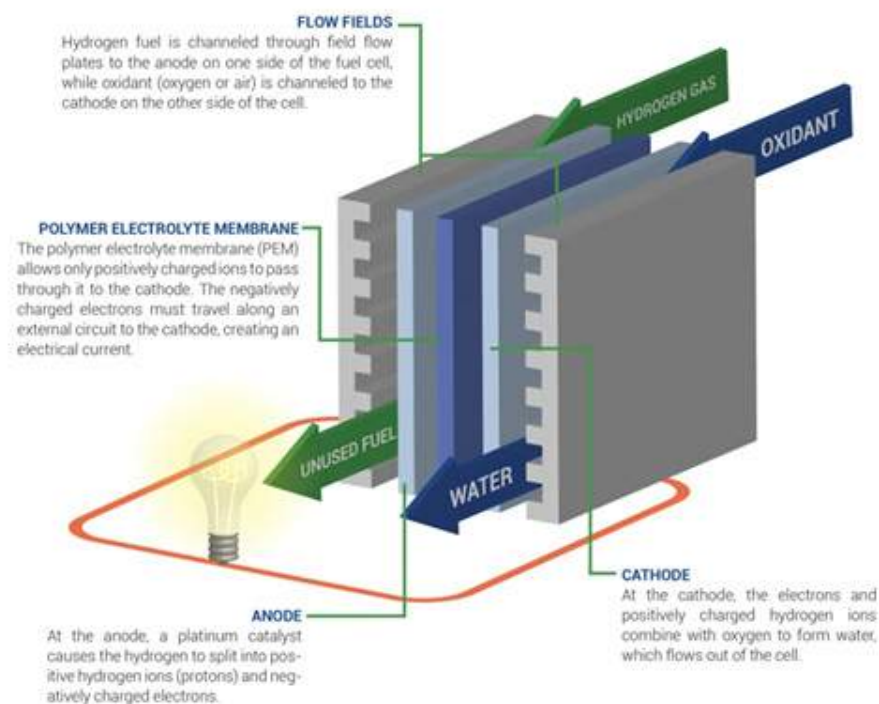 FLOW FIELDS
Hydrogen fuel is channeled through field flow
plates to the anode on one side of the fuel cell,
while oxidant (oxygen or air) is channeled to the
cathode on the other side of the cell.
HYDROGEN GAS
OXIDANT
POLYMER ELECTROLYTE MEMBRANE
The polymer electrolyte membrane (PEM)
allows only positively charged ions to pass
through it to the cathode. The negatively
charged electrons must travel along an
external circuit to the cathode, creating an
electrical current.
UNUSED FUEL
WATER
CATHODE
At the cathode, the electrons and
positively charged hydrogen ions
combine with oxygen to form water,
which flows out of the cell.
ANODE
At the anode, a platinum catalyst
causes the hydrogen to split into pos-
itive hydrogen ions (protons) and neg-
atively charged electrons.